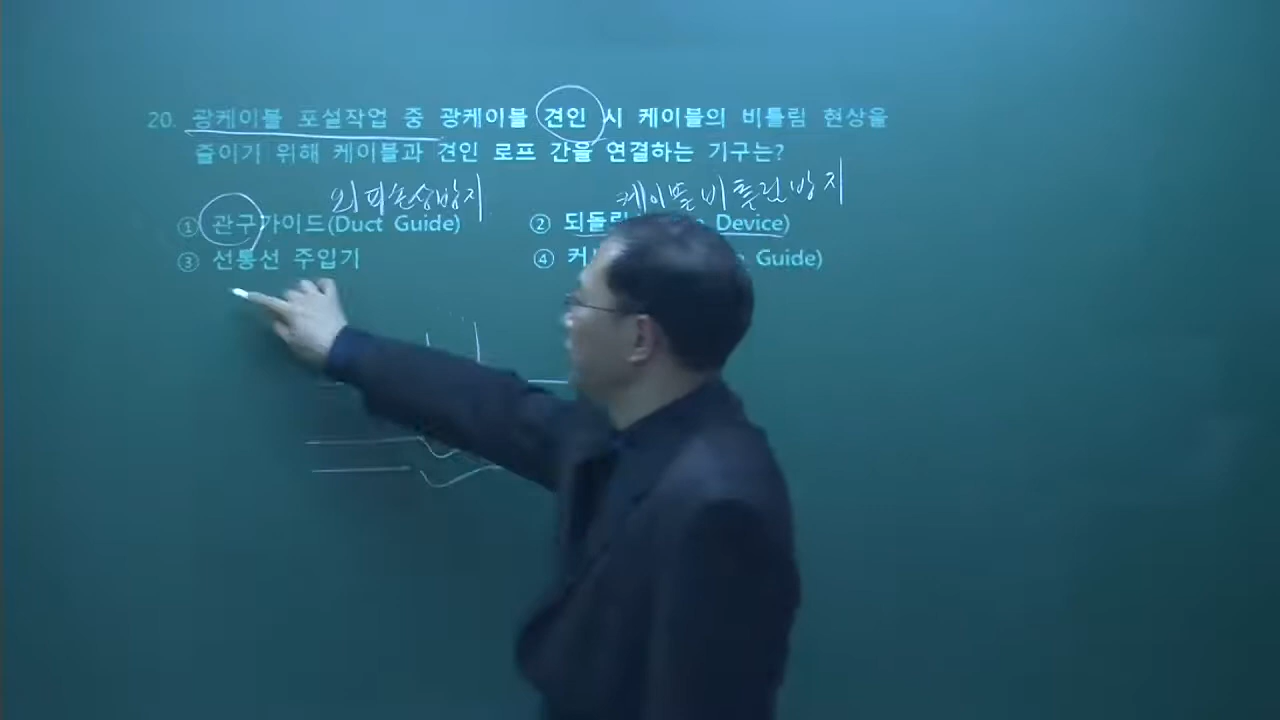 20. 광케이블 포설작업 중 광케이블 견인 시 케이블의 비틀림 현상을
줄이기 위해 케이블과 견인 로프 간을 연결하는 기구는?
외피손상방지 케이블비틀림방지
① 관구가이드(Duct Guide) ② 되돌림 Device)
③ 선통선 주입기 ④ 커 Guide)